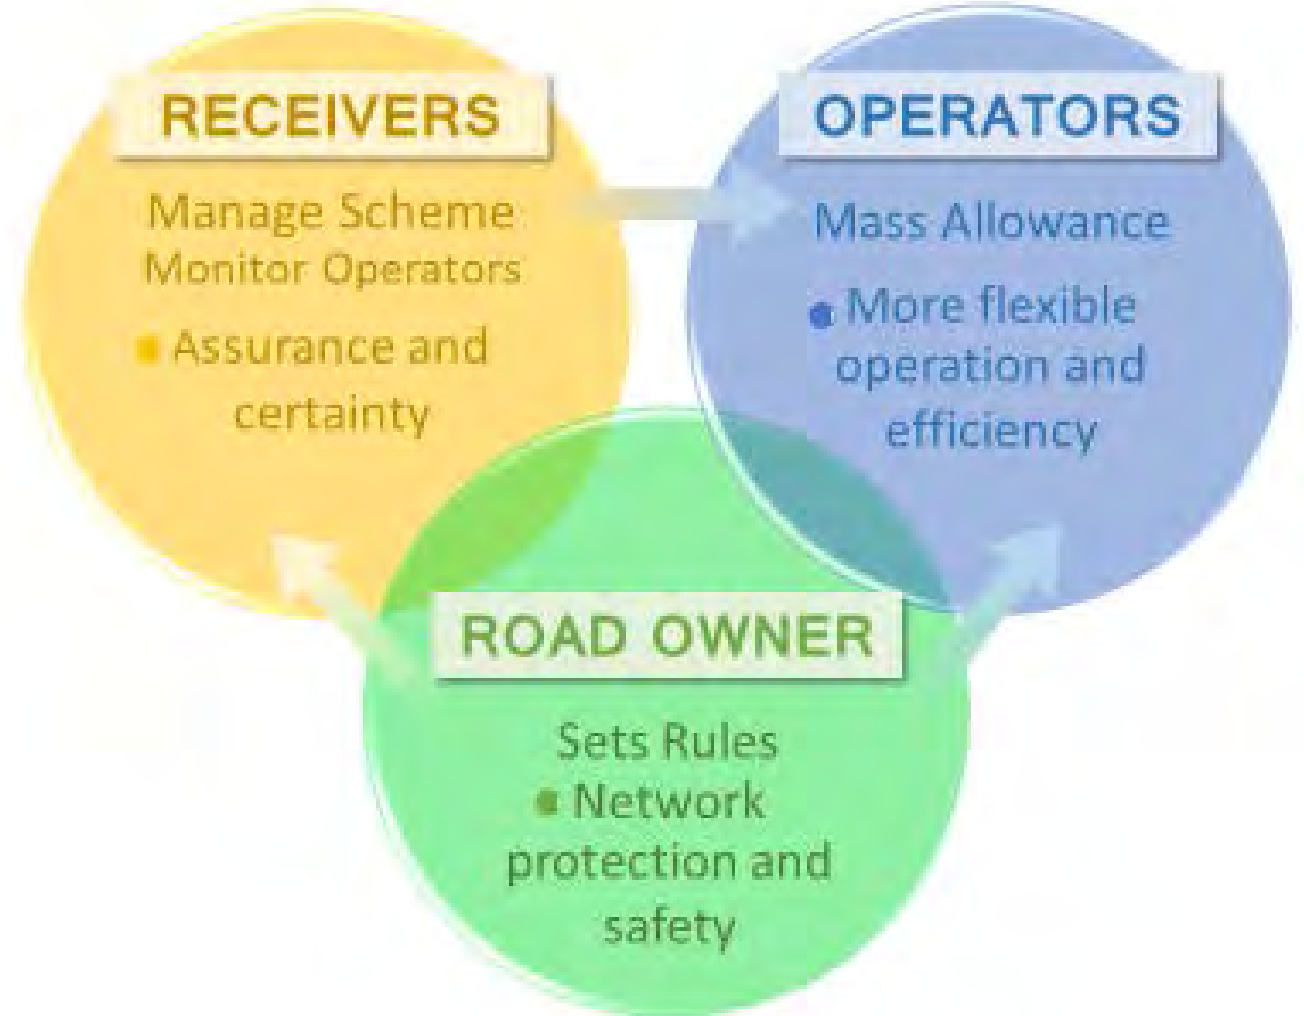 RECEIVERS
Manage Scheme
Monitor Operators
• Assurance and
certainty
OPERATORS
Mass Allowance
• More flexible
operation and
efficiency
ROAD OWNER
Sets Rules
• Network
protection and
safety